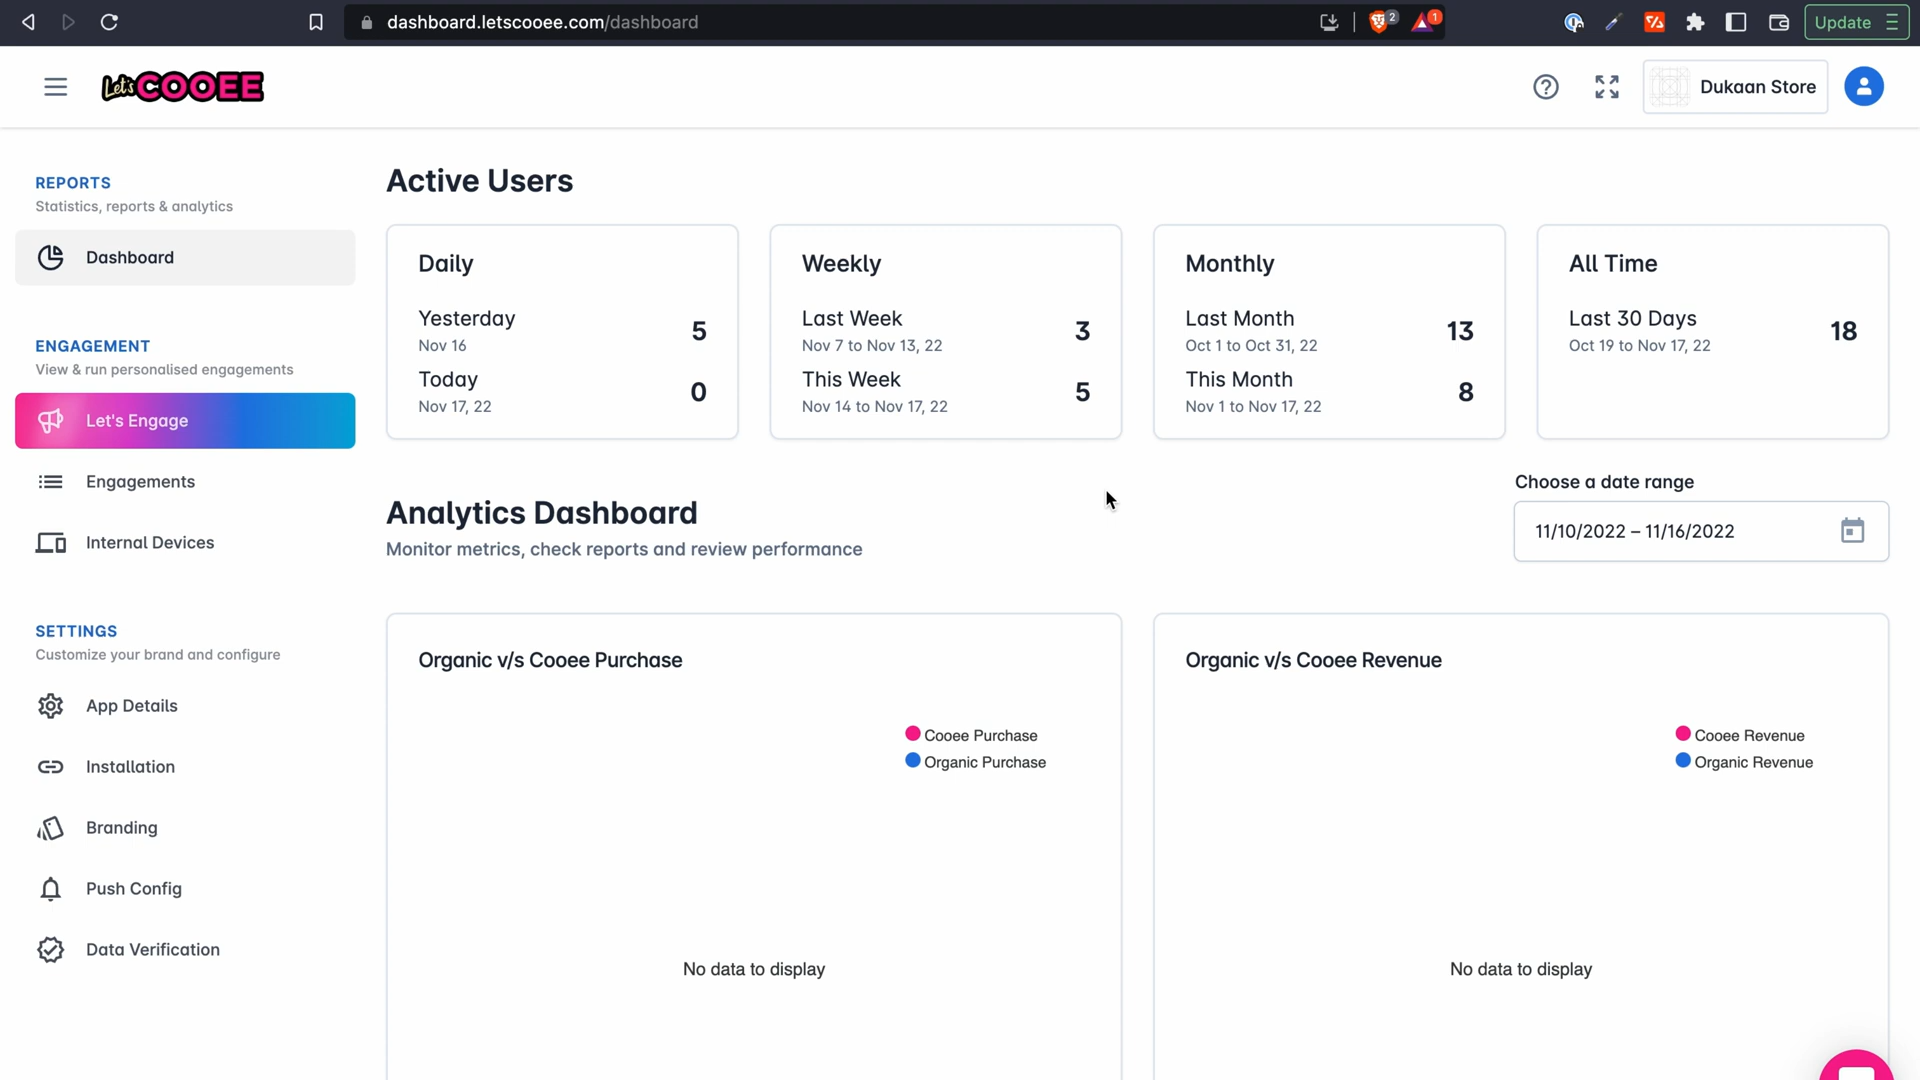 dashboard.letscooee.com/dashboard
2
1
Update
Let's COOEE
Dukaan Store
REPORTS
Statistics, reports & analytics
Dashboard
ENGAGEMENT
View & run personalised engagements
Let's Engage
Engagements
Internal Devices
SETTINGS
Customize your brand and configure
App Details
Installation
Branding
Push Config
Data Verification
Active Users
Daily
Yesterday
Nov 16
5
Today
Nov 17, 22
0
Weekly
Last Week
Nov 7 to Nov 13, 22
3
This Week
Nov 14 to Nov 17, 22
5
Monthly
Last Month
Oct 1 to Oct 31, 22
13
This Month
Nov 1 to Nov 17, 22
8
All Time
Last 30 Days
Oct 19 to Nov 17, 22
18
Analytics Dashboard
Monitor metrics, check reports and review performance
Choose a date range
11/10/2022 – 11/16/2022
Organic v/s Cooee Purchase
Cooee Purchase
Organic Purchase
No data to display
Organic v/s Cooee Revenue
Cooee Revenue
Organic Revenue
No data to display